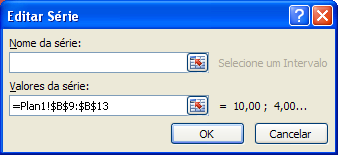 Editar Série
Nome da série:
Selecione um Intervalo
Valores da série:
=Plan1!$B$9:$B$13 = 10,00 ; 4,00...
OK Cancelar